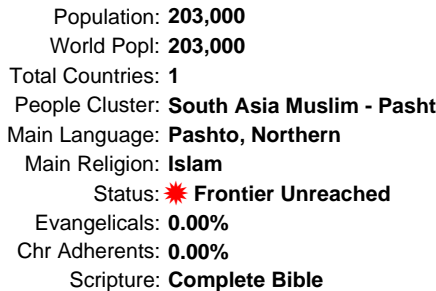 Population: 203,000
World Popl: 203,000
Total Countries: 1
People Cluster: South Asia Muslim - Pasht
Main Language: Pashto, Northern
Main Religion: Islam
Status: Frontier Unreached
Evangelicals: 0.00%
Chr Adherents: 0.00%
Scripture: Complete Bible